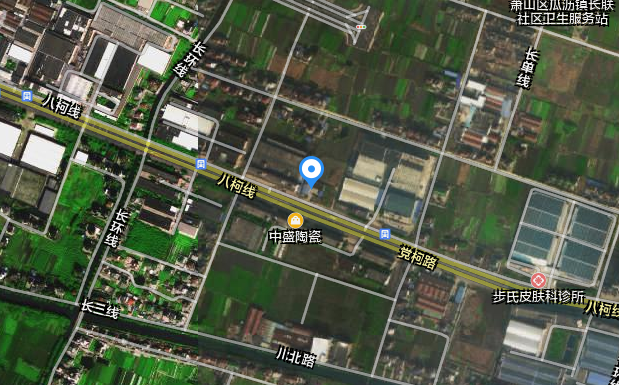 萧山区瓜沥镇长联
社区卫生服务站
长环线
长单线
八柯线
八柯线
长环线
中盛陶瓷
党柯路
步氏皮肤科诊所
八柯线
长三线
川北路